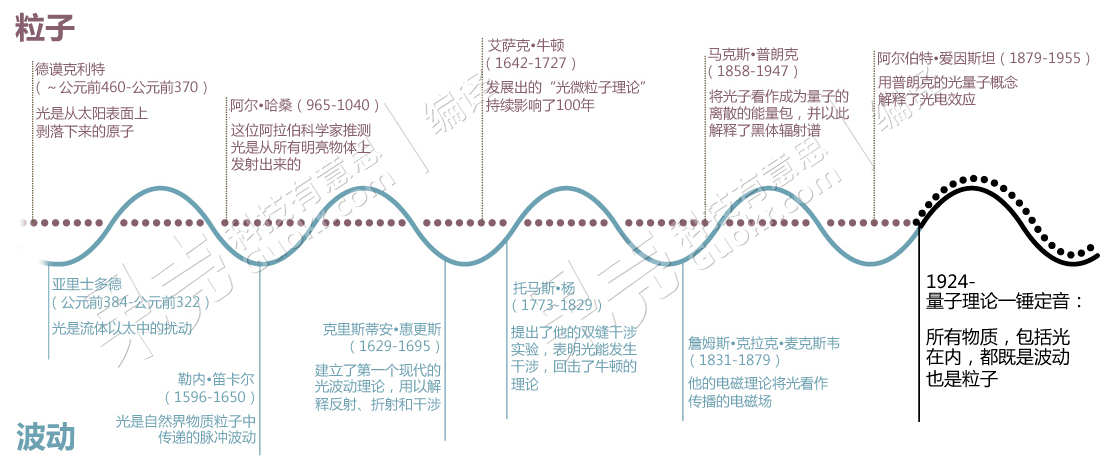 粒子
德谟克利特
（～公元前460-公元前370）
光是从太阳表面上
剥落下来的原子
阿尔•哈桑（965-1040）
这位阿拉伯科学家推测
光是从所有明亮物体上
发射出来的
艾萨克•牛顿
（1642-1727）
发展出的“光微粒子理论”
持续影响了100年
马克斯•普朗克
（1858-1947）
将光子看作成为量子的
离散的能量包，并以此
解释了黑体辐射谱
阿尔伯特•爱因斯坦（1879-1955）
用普朗克的光量子概念
解释了光电效应
亚里士多德
（公元前384-公元前322）
光是流体以太中的扰动
勒内•笛卡尔
（1596-1650）
光是自然界物质粒子中
传递的脉冲波动
克里斯蒂安•惠更斯
（1629-1695）
建立了第一个现代的
光波动理论，用以解
释反射、折射和干涉
托马斯•杨
（1773-1829）
提出了他的双缝干涉
实验，表明光能发生
干涉，回击了牛顿的
理论
詹姆斯•克拉克•麦克斯韦
（1831-1879）
他的电磁理论将光看作
传播的电磁场
1924-
量子理论一锤定音：
所有物质，包括光
在内，都既是波动
也是粒子
波动
果壳 科技有意思 | 编译
Guokr.com
果壳 科技有意思 | 编译
Guokr.com